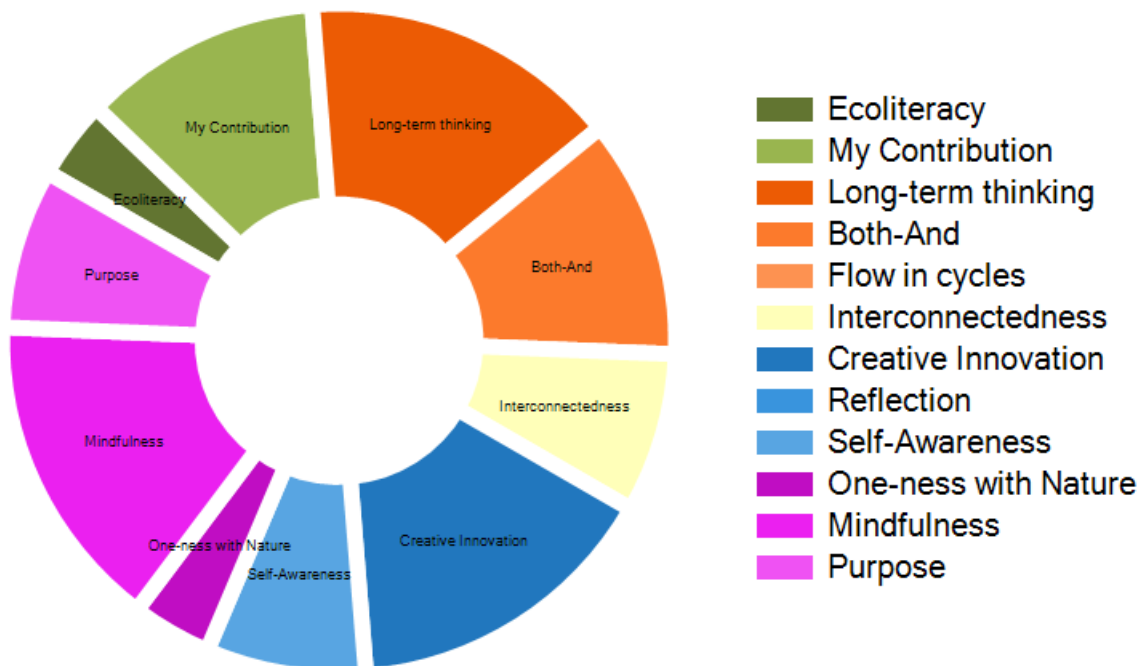 My Contribution
Long-term thinking
Ecoliteracy
Both-And
Purpose
Interconnectedness
Mindfulness
Creative Innovation
One-ness with Nature
Self-Awareness
Ecoliteracy
My Contribution
Long-term thinking
Both-And
Flow in cycles
Interconnectedness
Creative Innovation
Reflection
Self-Awareness
One-ness with Nature
Mindfulness
Purpose